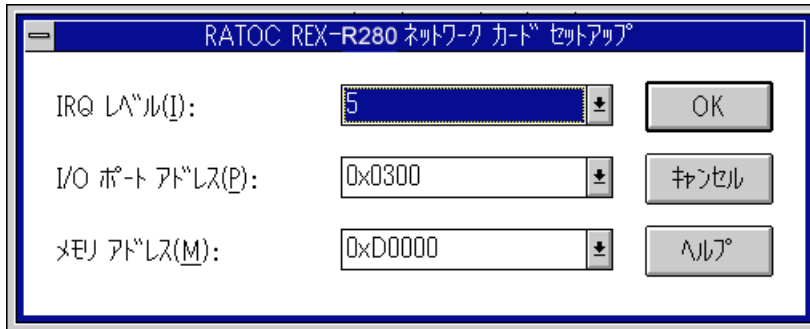 RATOC REX-R280 ﾈｯﾄﾜｰｸ ｶｰﾄﾞ ｾｯﾄｱｯﾌﾟ
IRQ ﾚﾍﾞﾙ(I): 5 OK
I/O ﾎﾟｰﾄ ｱﾄﾞﾚｽ(P): 0x0300 ｷｬﾝｾﾙ
ﾒﾓﾘ ｱﾄﾞﾚｽ(M): 0xD0000 ﾍﾙﾌﾟ